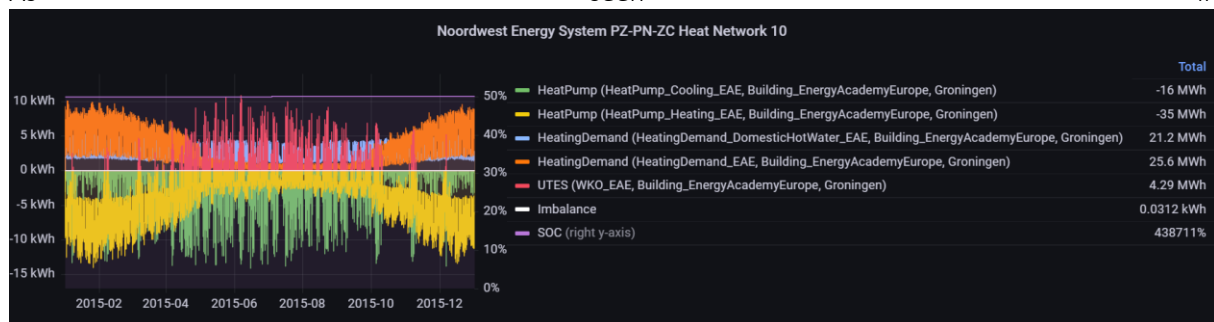 Noordwest Energy System PZ-PN-ZC Heat Network 10
Total
10 kWh
5 kWh
0 kWh
-5 kWh
-10 kWh
-15 kWh
50%
40%
30%
20%
10%
0%
2015-02 2015-04 2015-06 2015-08 2015-10 2015-12
HeatPump (HeatPump_Cooling_EAE, Building_EnergyAcademyEurope, Groningen) -16 MWh
HeatPump (HeatPump_Heating_EAE, Building_EnergyAcademyEurope, Groningen) -35 MWh
HeatingDemand (HeatingDemand_DomesticHotWater_EAE, Building_EnergyAcademyEurope, Groningen) 21.2 MWh
HeatingDemand (HeatingDemand_EAE, Building_EnergyAcademyEurope, Groningen) 25.6 MWh
UTES (WKO_EAE, Building_EnergyAcademyEurope, Groningen) 4.29 MWh
Imbalance 0.0312 kWh
SOC (right y-axis) 438711%